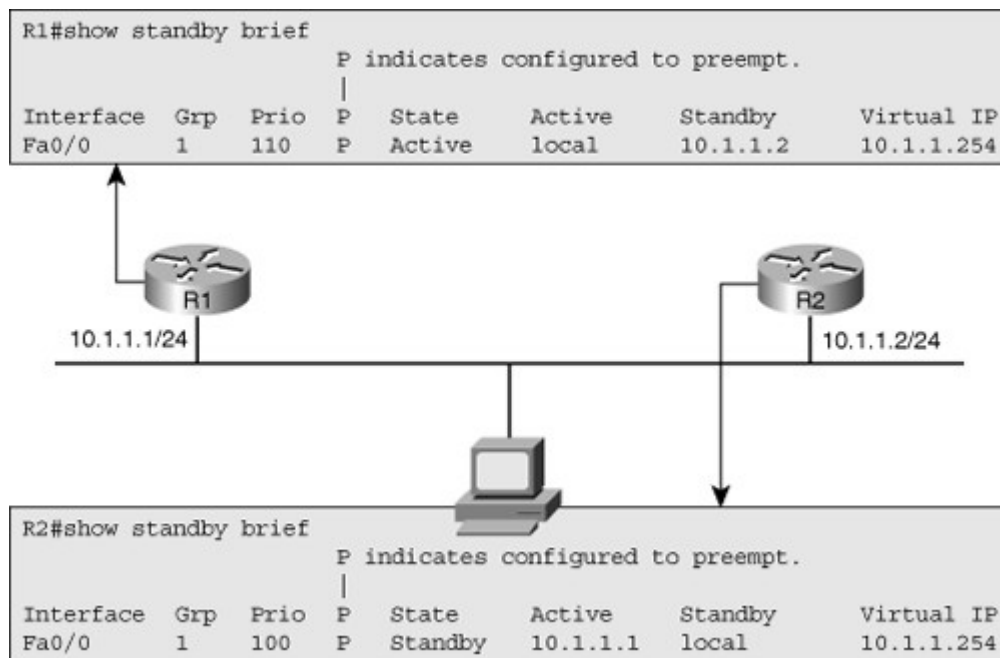 R1#show standby brief
P indicates configured to preempt.
|
Interface Grp Prio P State Active Standby Virtual IP
Fa0/0 1 110 P Active local 10.1.1.2 10.1.1.254
R1
R2
10.1.1.1/24
10.1.1.2/24
R2#show standby brief
P indicates configured to preempt.
|
Interface Grp Prio P State Active Standby Virtual IP
Fa0/0 1 100 P Standby 10.1.1.1 local 10.1.1.254